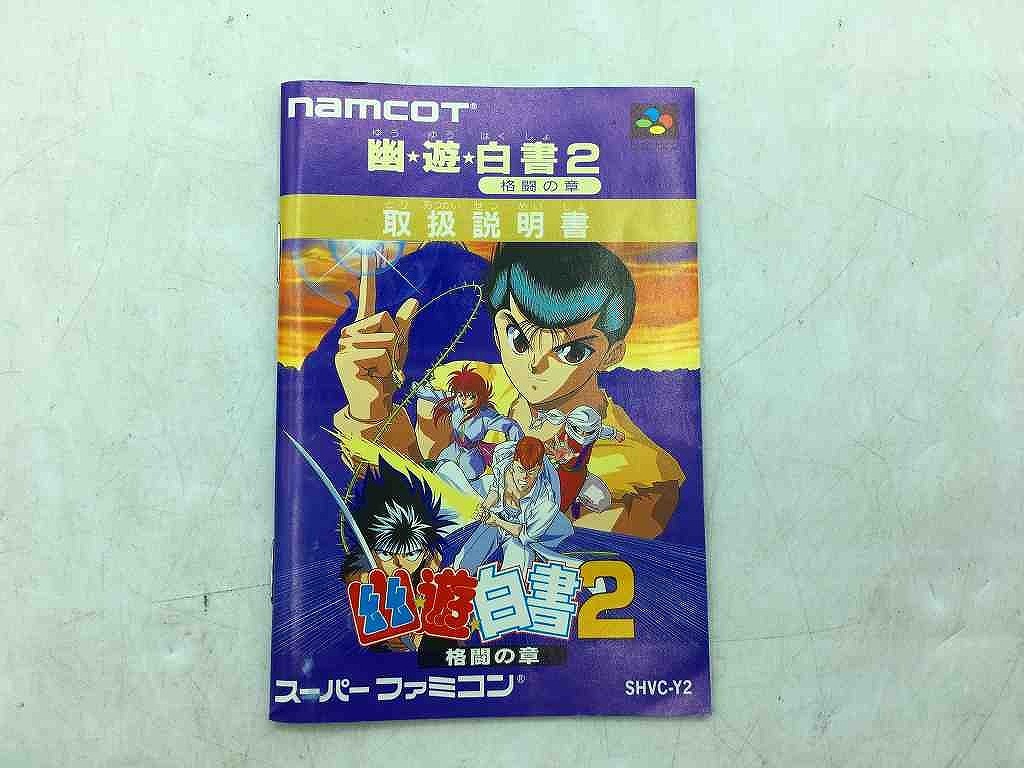 namcot®
ゆう ゆう はく しょ
幽★遊★白書2
格闘の章
とり あつかい せつ めい しょ
取扱説明書
幽★遊★白書2
格闘の章
スーパーファミコン®
SHVC-Y2